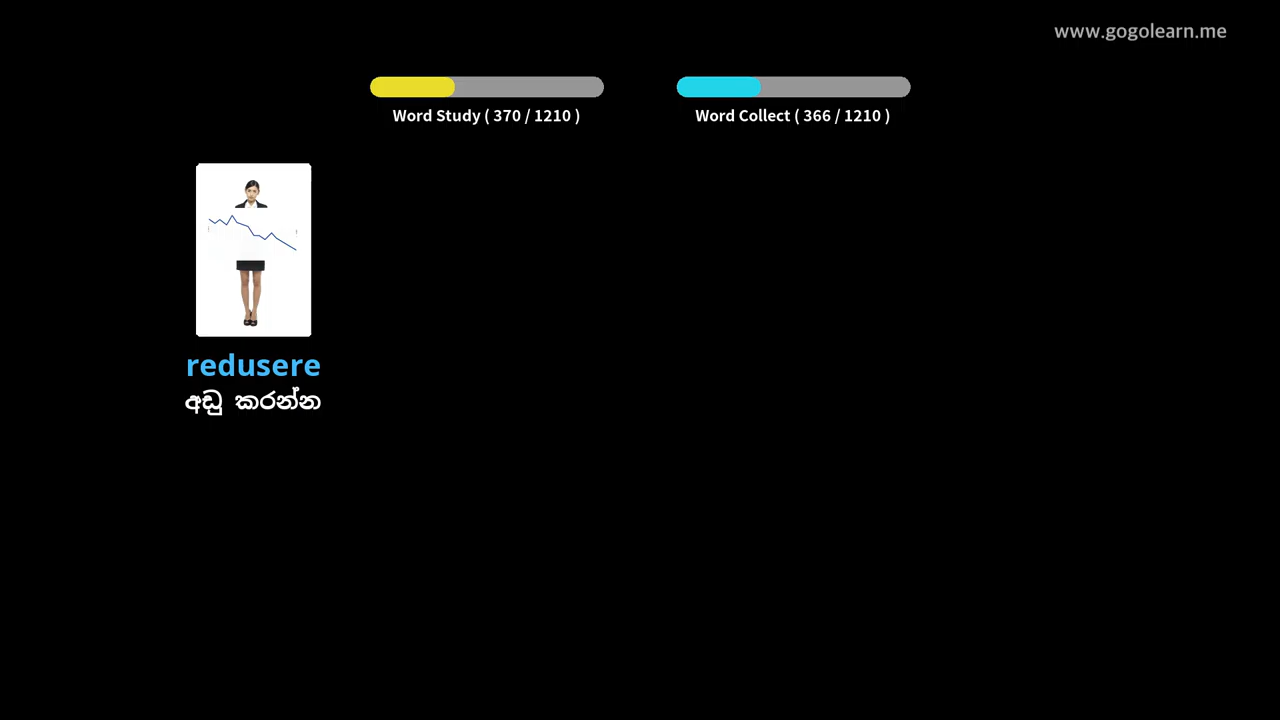 www.gogolearn.me
Word Study ( 370 / 1210 )
Word Collect ( 366 / 1210 )
redusere
අඩු කරන්න